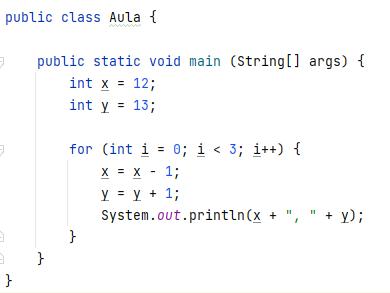 public class Aula {
public static void main (String[] args) {
int x = 12;
int y = 13;
for (int i = 0; i < 3; i++) {
x = x - 1;
y = y + 1;
System.out.println(x + ", " + y);
}
}
}